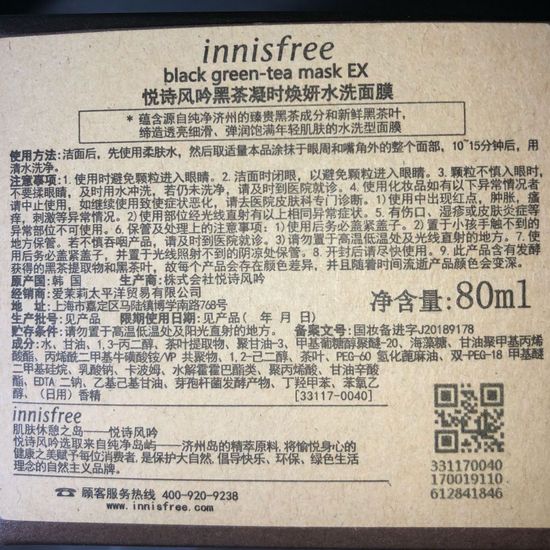 innisfree
black green-tea mask EX
悦诗风吟黑茶凝时焕妍水洗面膜
* 蕴含源自纯净济州的臻贵黑茶成分和新鲜黑茶叶,
缔造透亮细滑、弹润饱满年轻肌肤的水洗型面膜
使用方法:洁面后,先使用柔肤水,然后取适量本品涂抹于眼周和嘴角外的整个面部,10~15分钟后,用
清水洗净。
注意事项:1.使用时避免颗粒进入眼睛。2.洁面时闭眼,以避免颗粒进入眼睛。3.颗粒不慎入眼时,
不要揉眼睛,及时用水冲洗,若仍未洗净,请及时到医院就诊。4.使用化妆品如有以下异常情况者
请中止使用,如继续使用致使症状恶化,请去医院皮肤科专门诊断。1)使用中出现红点,肿胀,瘙
痒,刺激等异常情况。2)使用部位经光线直射有以上相同异常症状。5.有伤口、湿疹或皮肤炎症等
异常部位不可使用。6.保管及处理上的注意事项:1)使用后务必盖紧盖子。2)置于小孩手触不到的
地方保管。若不慎吞咽产品,请及时到医院就诊。3)请勿置于高温低温处及光线直射的地方。7.使
用后务必盖紧盖子,并置于光线照射不到的阴凉处保管。8.开封后请尽快使用。9.此产品含有发酵
获得的黑茶提取物和黑茶叶,故每个产品会存在颜色差异,并且随着时间流逝产品颜色会变深。
原产国:韩 国 生产商:株式会社悦诗风吟
经销商:爱茉莉太平洋贸易有限公司
地 址:上海市嘉定区马陆镇博学南路768号
净含量:80ml
生产批号:见产品 限期使用日期:见产品( 年 月 日)
贮存条件:请勿置于高温低温处及阳光直射的地方。 备案文号:国妆备进字J20189178
成分:水、甘油、1,3-丙二醇、茶叶提取物、聚甘油-3、甲基葡糖醇聚醚-20、海藻糖、甘油聚甲基丙烯
酸酯、丙烯酰二甲基牛磺酸铵/VP 共聚物、1,2-己二醇、茶叶、PEG-60 氢化蓖麻油、双-PEG-18 甲基醚
二甲基硅烷、乳酸钠、卡波姆、水解霍霍巴酯类、聚丙烯酸、甘油辛酸
酯、EDTA 二钠、乙基己基甘油、芽孢杆菌发酵产物、丁羟甲苯、苯氧乙
醇、(日用)香精 [33117-0040]
innisfree
肌肤休憩之岛——悦诗风吟
悦诗风吟选取来自纯净岛屿——济州岛的精萃原料,将愉悦身心的
健康之美赋予每位消费者,是保护大自然、倡导快乐、环保、绿色生活
理念的自然主义品牌。
331170040
170019110
612841846
☎ 顾客服务热线 400-920-9238
www.innisfree.com